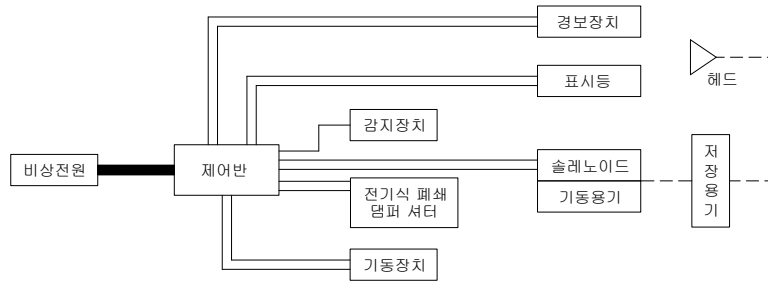 경보장치
표시등
헤드
감지장치
비상전원
제어반
솔레노이드
기동용기
저장용기
전기식 폐쇄
댐퍼 셔터
기동장치